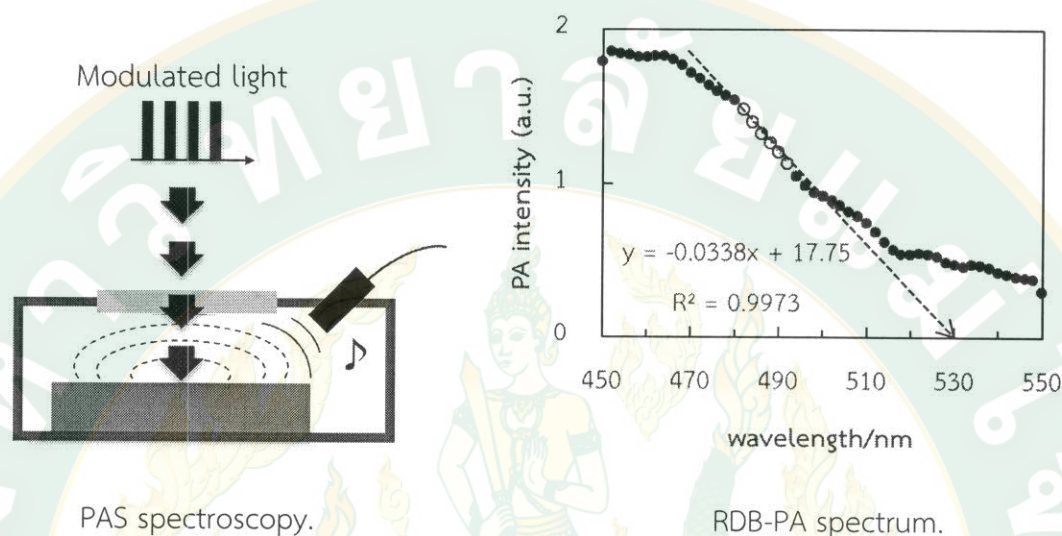 Modulated light
PAS spectroscopy.
PA intensity (a.u.)
2
1
0
y = -0.0338x + 17.75
R² = 0.9973
450 470 490 510 530 550
wavelength/nm
RDB-PA spectrum.